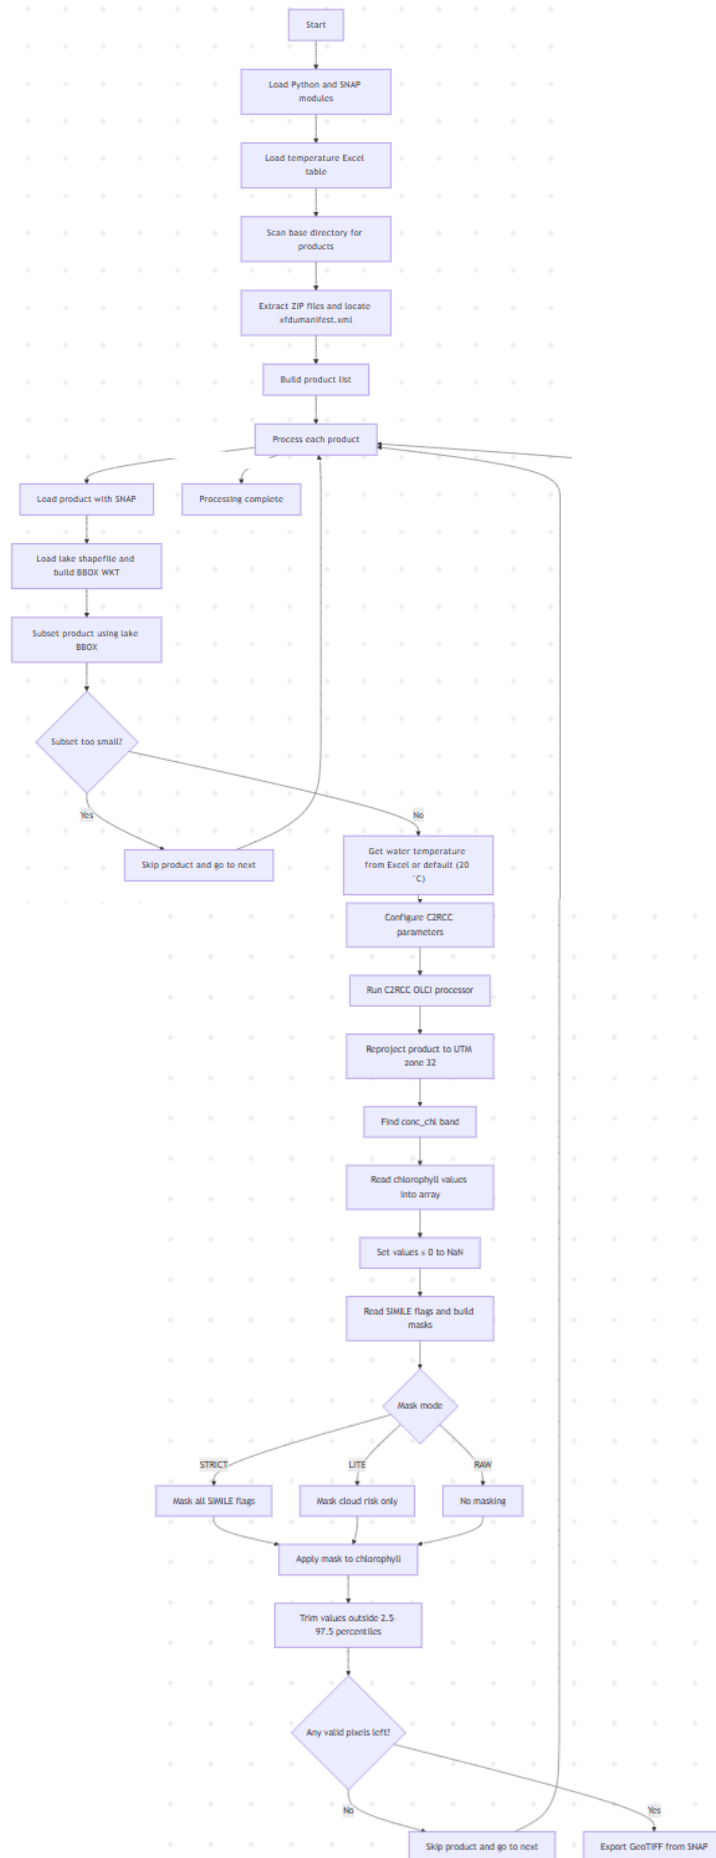 Start
Load Python and SNAP
modules
Load temperature Excel
table
Scan base directory for
products
Extract ZIP files and locate
xfdumanifest.xml
Build product list
Process each product
Load product with SNAP
Processing complete
Load lake shapefile and
build BBOX WKT
Subset product using lake
BBOX
Subset too small?
Yes
No
Skip product and go to next
Get water temperature
from Excel or default (20
°C)
Configure C2RCC
parameters
Run C2RCC OLCI processor
Reproject product to UTM
zone 32
Find conc_chl band
Read chlorophyll values
into array
Set values ≤ 0 to NaN
Read SIMILE flags and build
masks
Mask mode
STRICT
LITE
RAW
Mask all SIMILE flags
Mask cloud risk only
No masking
Apply mask to chlorophyll
Trim values outside 2.5-
97.5 percentiles
Any valid pixels left?
No
Yes
Skip product and go to next
Export GeoTIFF from SNAP